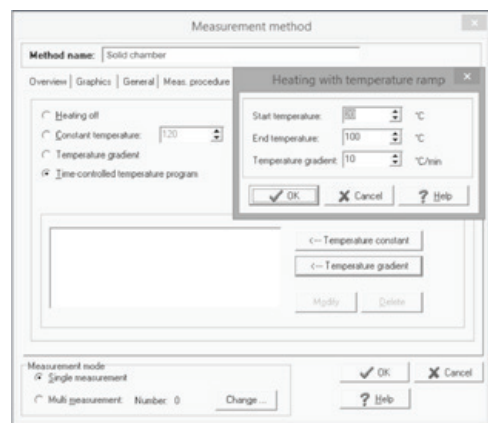 Measurement method
Method name: Solid chamber
Overview | Graphics | General | Meas. procedure
Heating with temperature ramp
Start temperature: °C
End temperature: 100 °C
Temperature gradient: 10 °C/min
OK Cancel ? Help
Heating off
Constant temperature: 120
Temperature gradient
Time-controlled temperature program
<-- Temperature constant
<-- Temperature gradient
Modify Delete
Measurement mode
Single measurement
Multi measurement: Number: 0 Change ...
OK Cancel
? Help